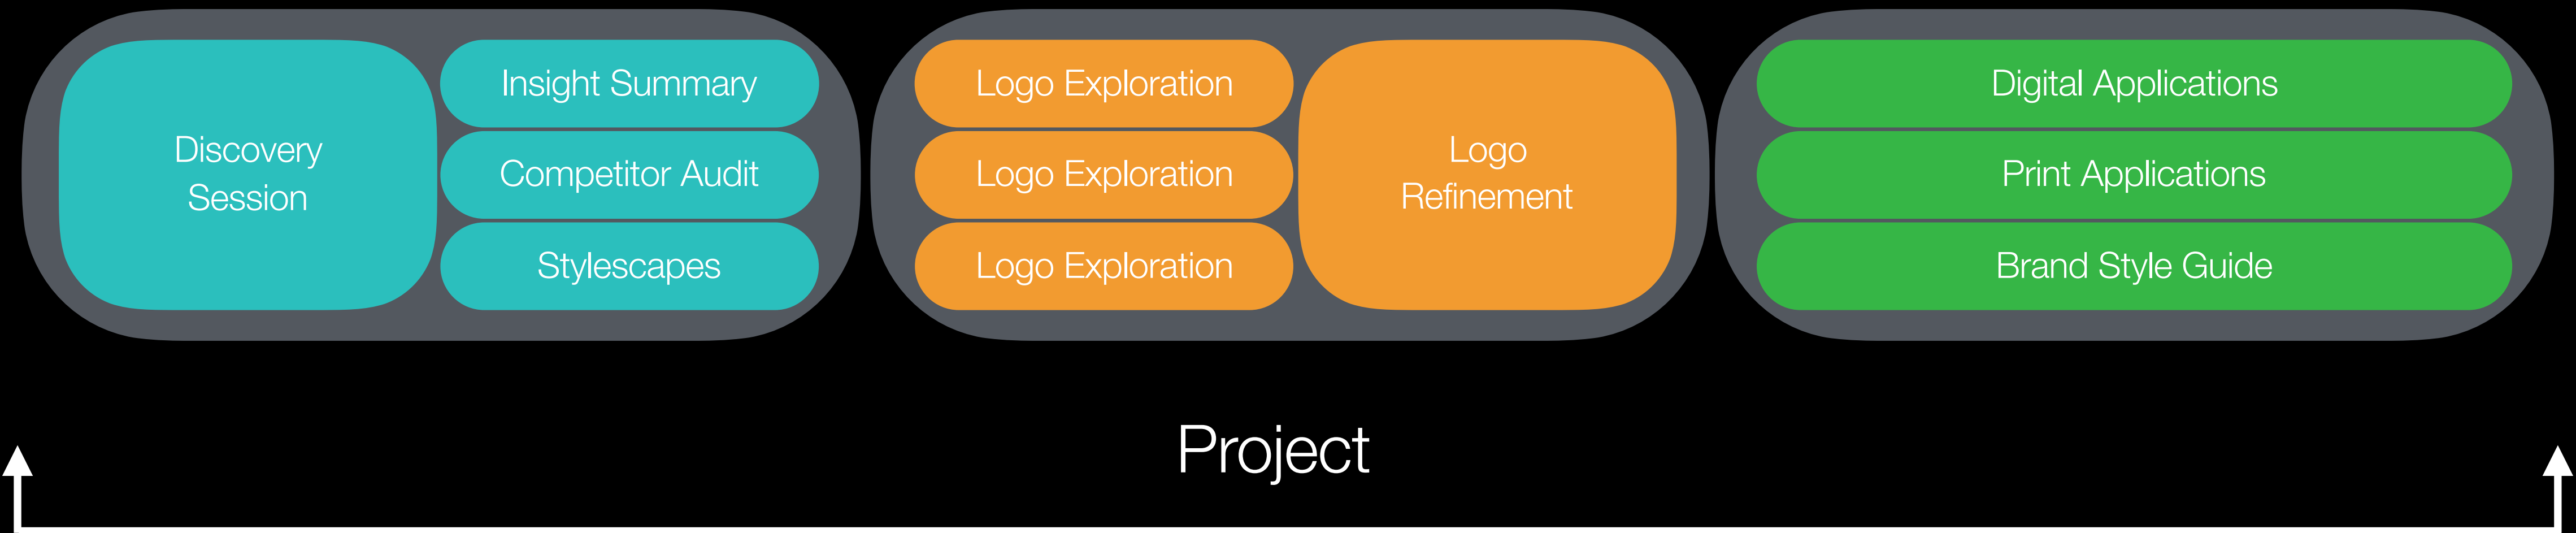 Discovery
Session
Insight Summary
Competitor Audit
Stylescapes
Logo Exploration
Logo Exploration
Logo Exploration
Logo
Refinement
Digital Applications
Print Applications
Brand Style Guide
Project